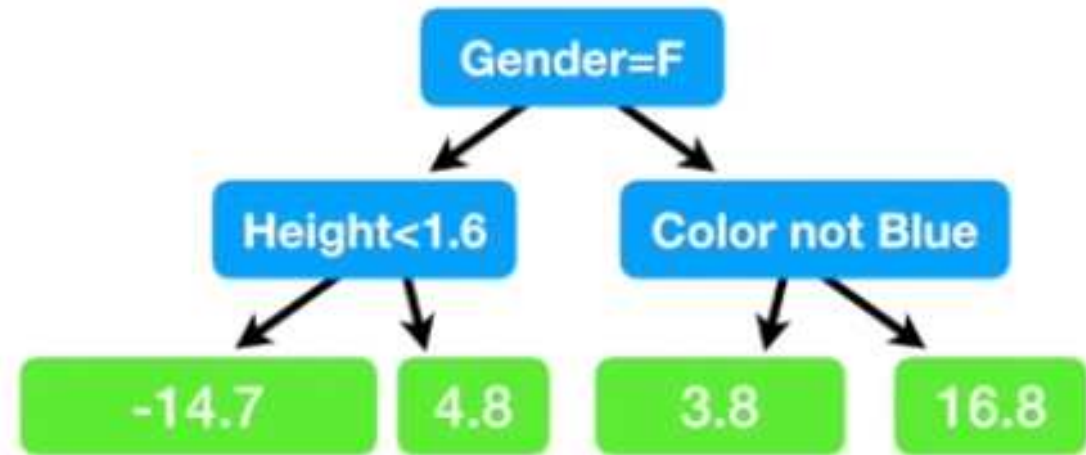 Gender=F
Height<1.6
Color not Blue
-14.7
4.8
3.8
16.8